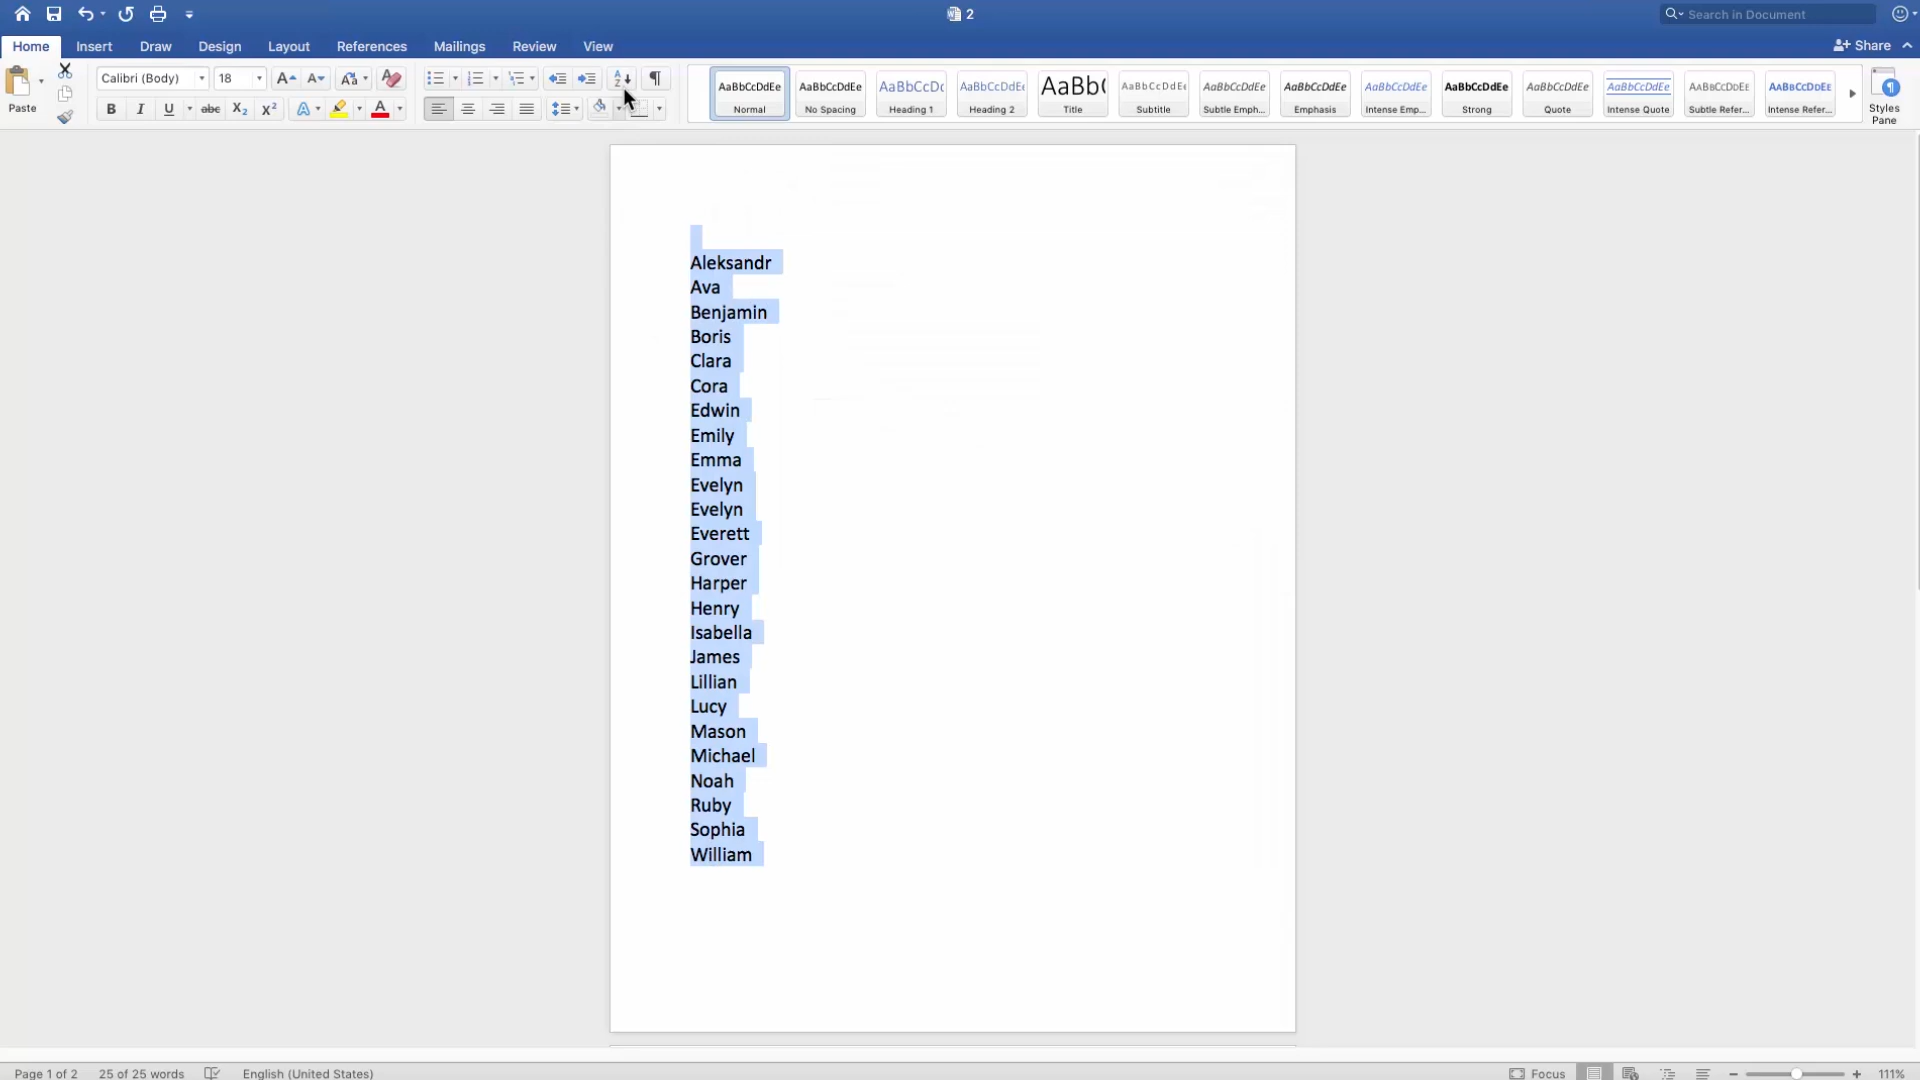 2
Search in Document
Home Insert Draw Design Layout References Mailings Review View
Share
Paste
Calibri (Body) 18
AaBbCcDdEe AaBbCcDdEe AaBbCcDc AaBbCcDdEe AaBb( AaBbCcDdEe AaBbCcDdEe AaBbCcDdEe AaBbCcDdEe AaBbCcDdEe AaBbCcDdEe AaBbCcDdEe AaBbCcDdEe AaBbCcDdEe
Normal No Spacing Heading 1 Heading 2 Title Subtitle Subtle Emph... Emphasis Intense Emp... Strong Quote Intense Quote Subtle Refer... Intense Refer...
Styles
Pane
Aleksandr
Ava
Benjamin
Boris
Clara
Cora
Edwin
Emily
Emma
Evelyn
Evelyn
Everett
Grover
Harper
Henry
Isabella
James
Lillian
Lucy
Mason
Michael
Noah
Ruby
Sophia
William
Page 1 of 2 25 of 25 words English (United States) Focus 111%